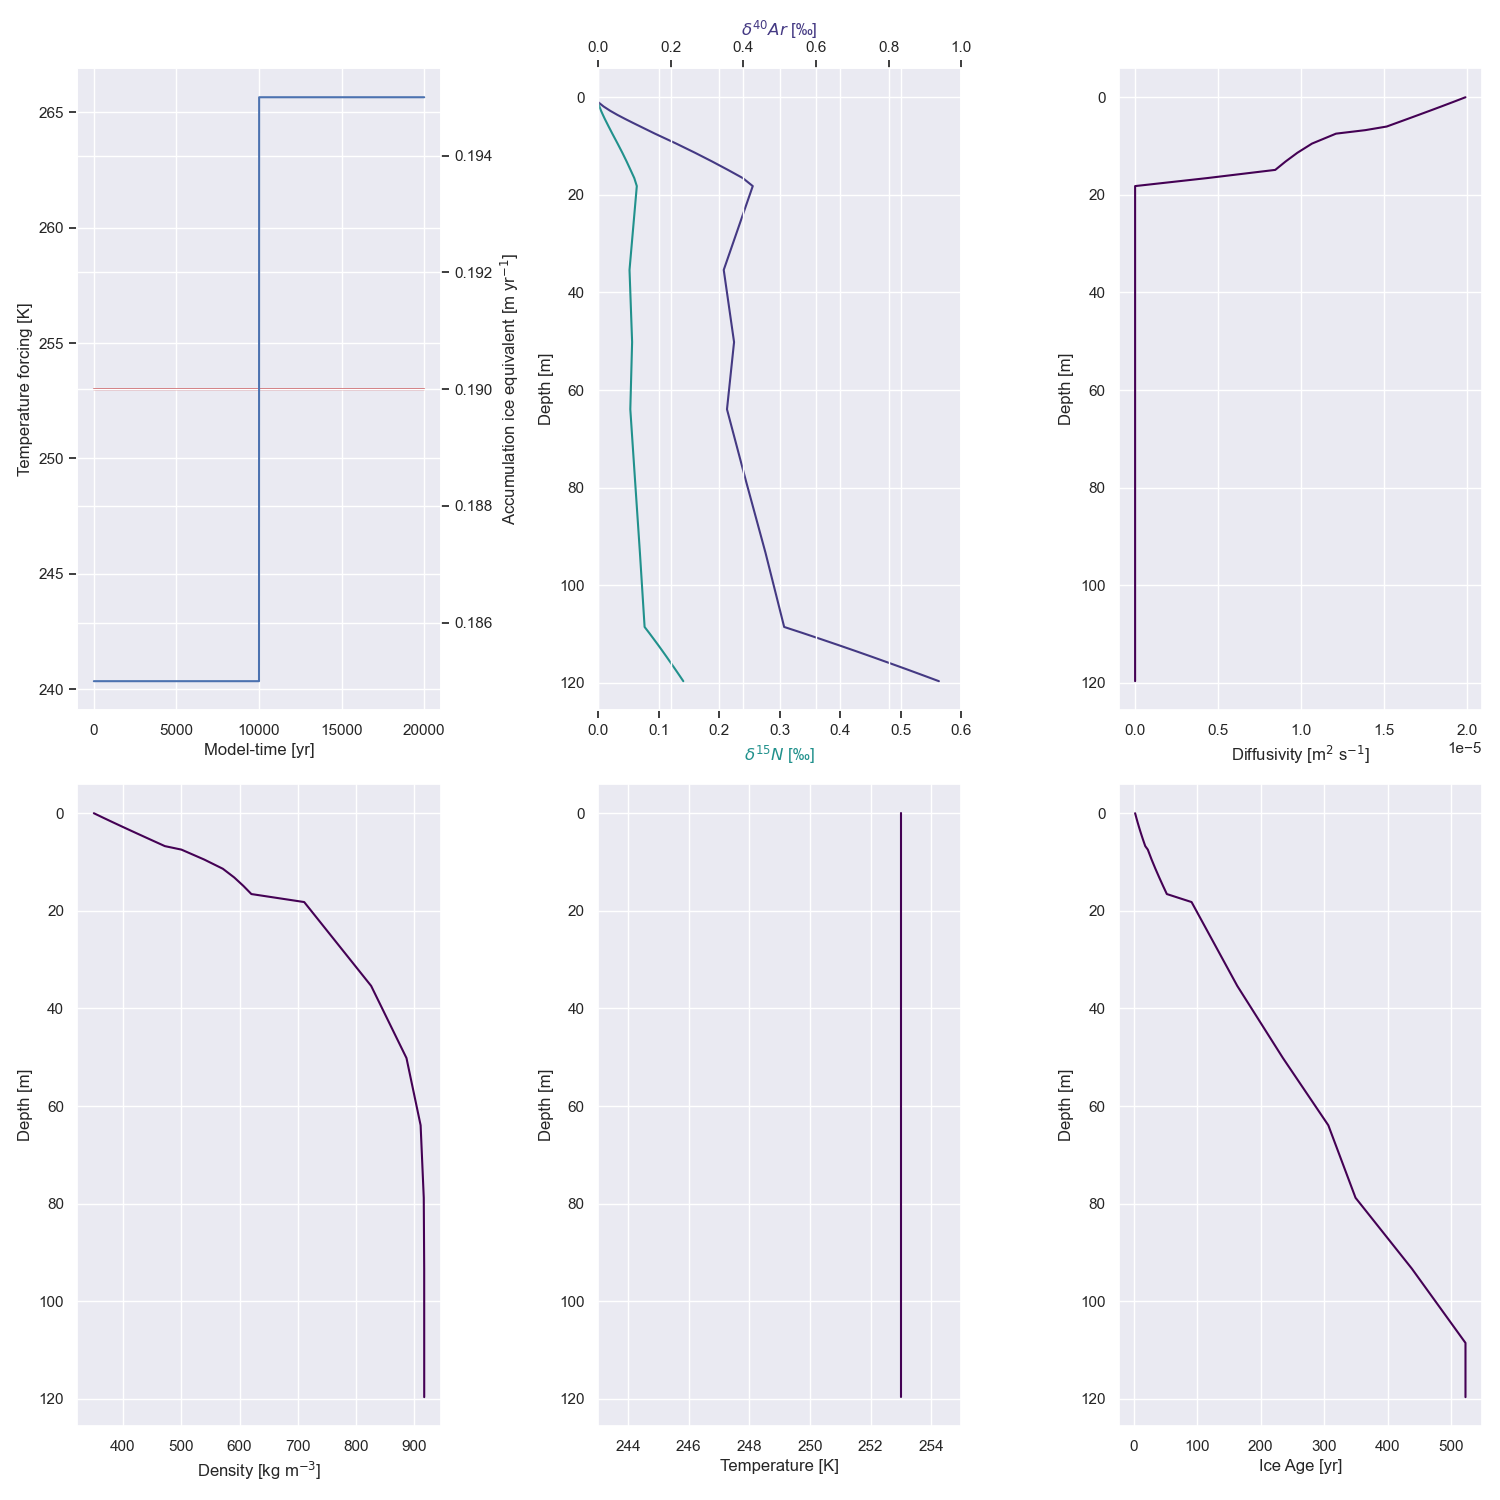 δ⁴⁰Ar [‰]
0.0 0.2 0.4 0.6 0.8 1.0
265
260
255
250
245
240
Temperature forcing [K]
0 5000 10000 15000 20000
Model-time [yr]
0.194
0.192
0.190
0.188
0.186
Accumulation ice equivalent [m yr⁻¹]
0
20
40
60
80
100
120
Depth [m]
0.0 0.1 0.2 0.3 0.4 0.5 0.6
δ¹⁵N [‰]
0
20
40
60
80
100
120
Depth [m]
0.0 0.5 1.0 1.5 2.0
1e−5
Diffusivity [m² s⁻¹]
0
20
40
60
80
100
120
Depth [m]
400 500 600 700 800 900
Density [kg m⁻³]
0
20
40
60
80
100
120
Depth [m]
244 246 248 250 252 254
Temperature [K]
0
20
40
60
80
100
120
Depth [m]
0 100 200 300 400 500
Ice Age [yr]